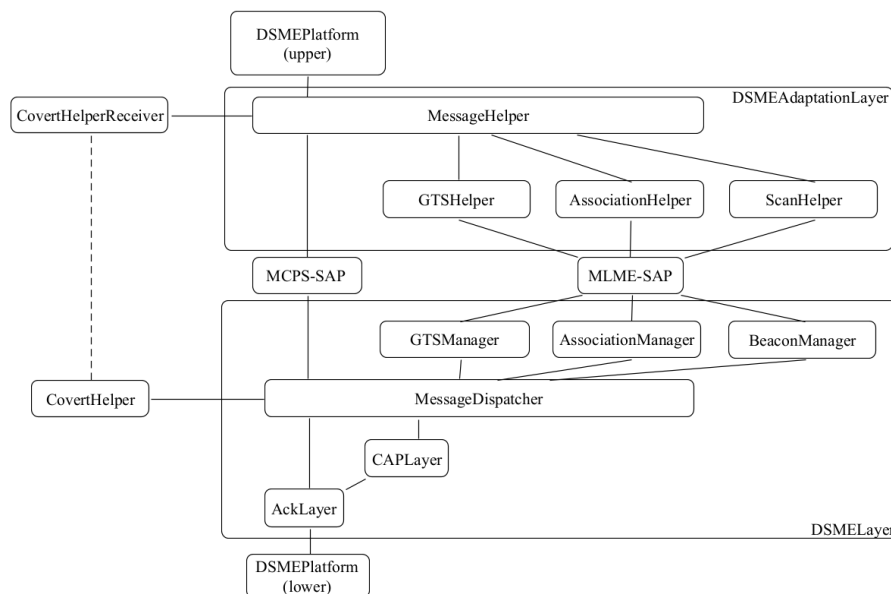 DSMEPlatform
(upper)
DSMEAdaptationLayer
CovertHelperReceiver
MessageHelper
GTSHelper
AssociationHelper
ScanHelper
MCPS-SAP
MLME-SAP
GTSManager
AssociationManager
BeaconManager
CovertHelper
MessageDispatcher
CAPLayer
AckLayer
DSMELayer
DSMEPlatform
(lower)